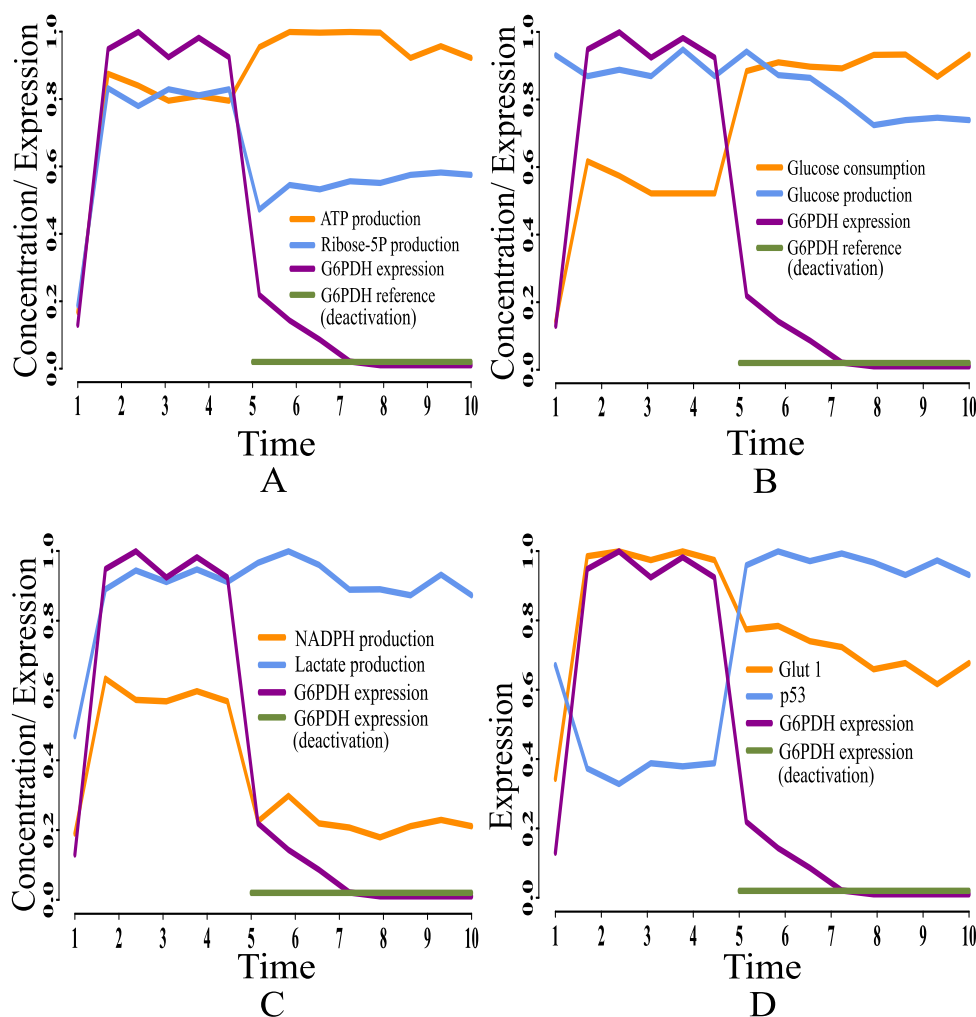 Concentration/ Expression
1.0
0.8
0.6
0.4
0.2
0.0
ATP production
Ribose-5P production
G6PDH expression
G6PDH reference
(deactivation)
1 2 3 4 5 6 7 8 9 10
Time
A
Concentration/ Expression
1.0
0.8
0.6
0.4
0.2
0.0
Glucose consumption
Glucose production
G6PDH expression
G6PDH reference
(deactivation)
1 2 3 4 5 6 7 8 9 10
Time
B
Concentration/ Expression
1.0
0.8
0.6
0.4
0.2
0.0
NADPH production
Lactate production
G6PDH expression
G6PDH expression
(deactivation)
1 2 3 4 5 6 7 8 9 10
Time
C
Expression
1.0
0.8
0.6
0.4
0.2
0.0
Glut 1
p53
G6PDH expression
G6PDH expression
(deactivation)
1 2 3 4 5 6 7 8 9 10
Time
D